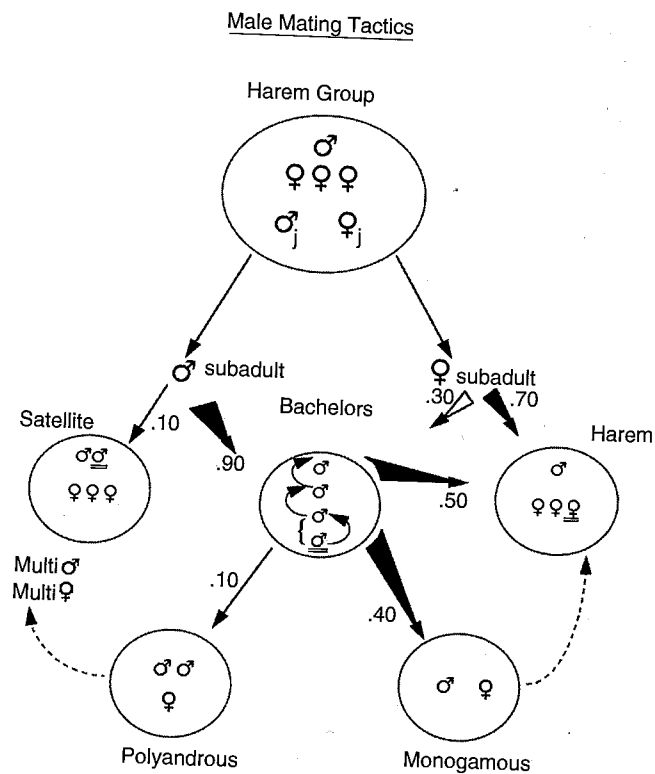 Male Mating Tactics
Harem Group
♂
♀ ♀ ♀
♂j ♀j
♂ subadult
♀ subadult
.30 .70
Satellite
.10
Bachelors
Harem
♂♂
♀ ♀ ♀
.90
♂
♂
♂
{ ♂
.50
♂
♀ ♀ ♀
Multi ♂
Multi ♀
.10
.40
♂ ♂
♀
♂ ♀
Polyandrous
Monogamous